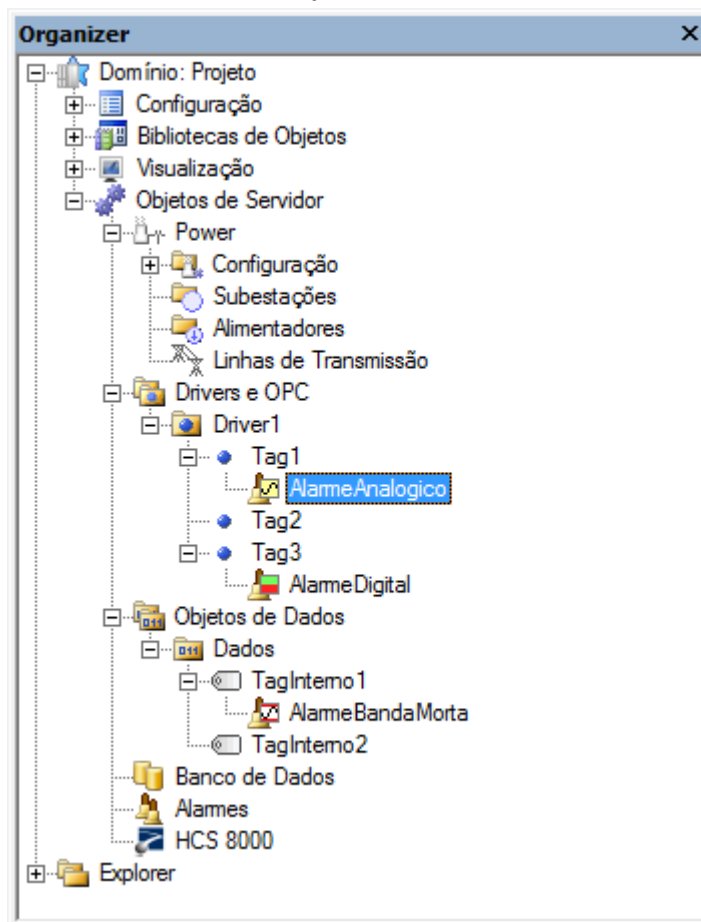 Organizer
Domínio: Projeto
Configuração
Bibliotecas de Objetos
Visualização
Objetos de Servidor
Power
Configuração
Subestações
Alimentadores
Linhas de Transmissão
Drivers e OPC
Driver1
Tag1
AlarmeAnalogico
Tag2
Tag3
AlarmeDigital
Objetos de Dados
Dados
TagInterno1
AlarmeBandaMorta
TagInterno2
Banco de Dados
Alarmes
HCS 8000
Explorer